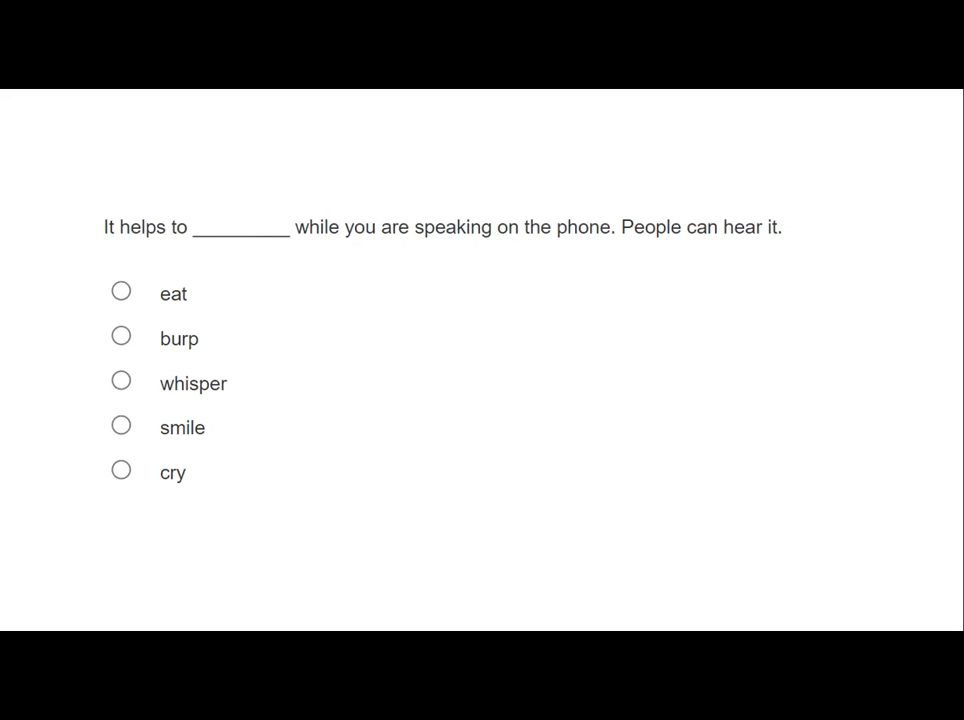 It helps to _________ while you are speaking on the phone. People can hear it.
eat
burp
whisper
smile
cry